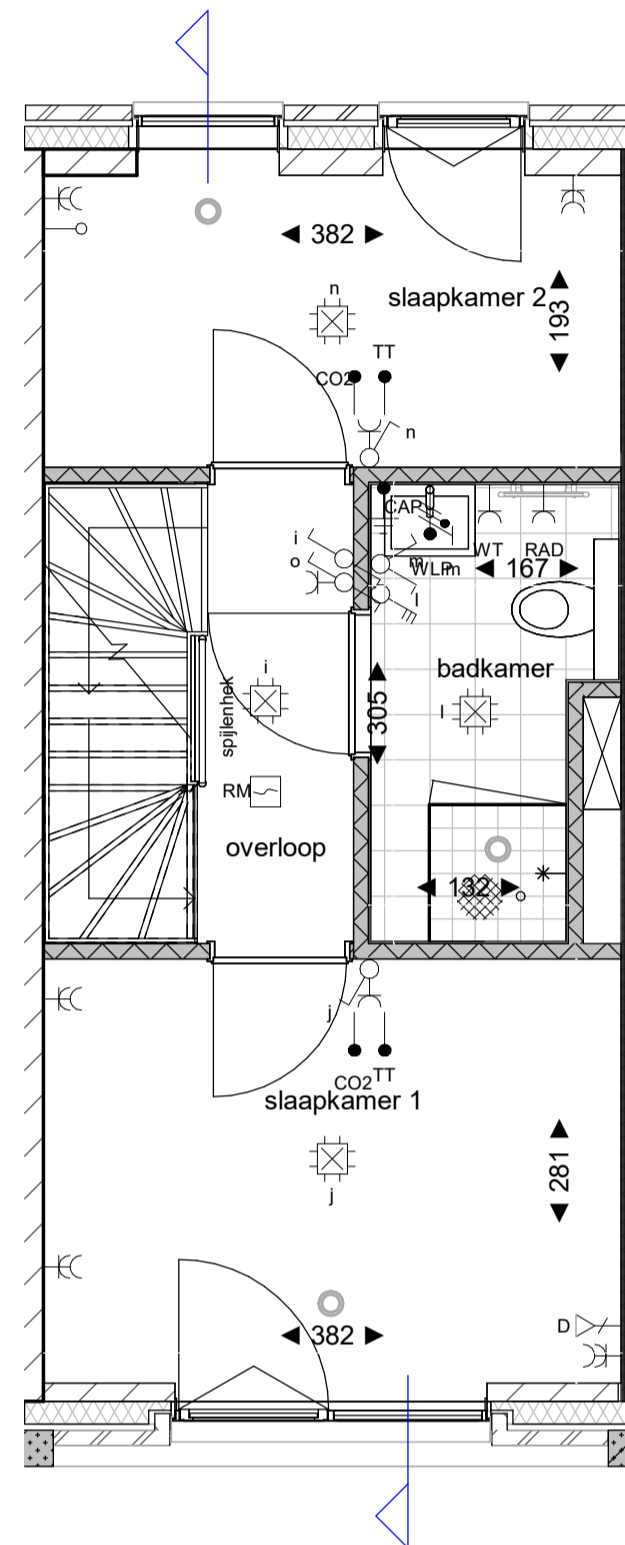 382
n
slaapkamer 2
193
TT
CO2
n
CAP
i
o
m
WLP
m
WT
RAD
167
l
badkamer
i
l
305
spijlenhek
RM
overloop
132
j
CO2
TT
slaapkamer 1
j
281
D
382